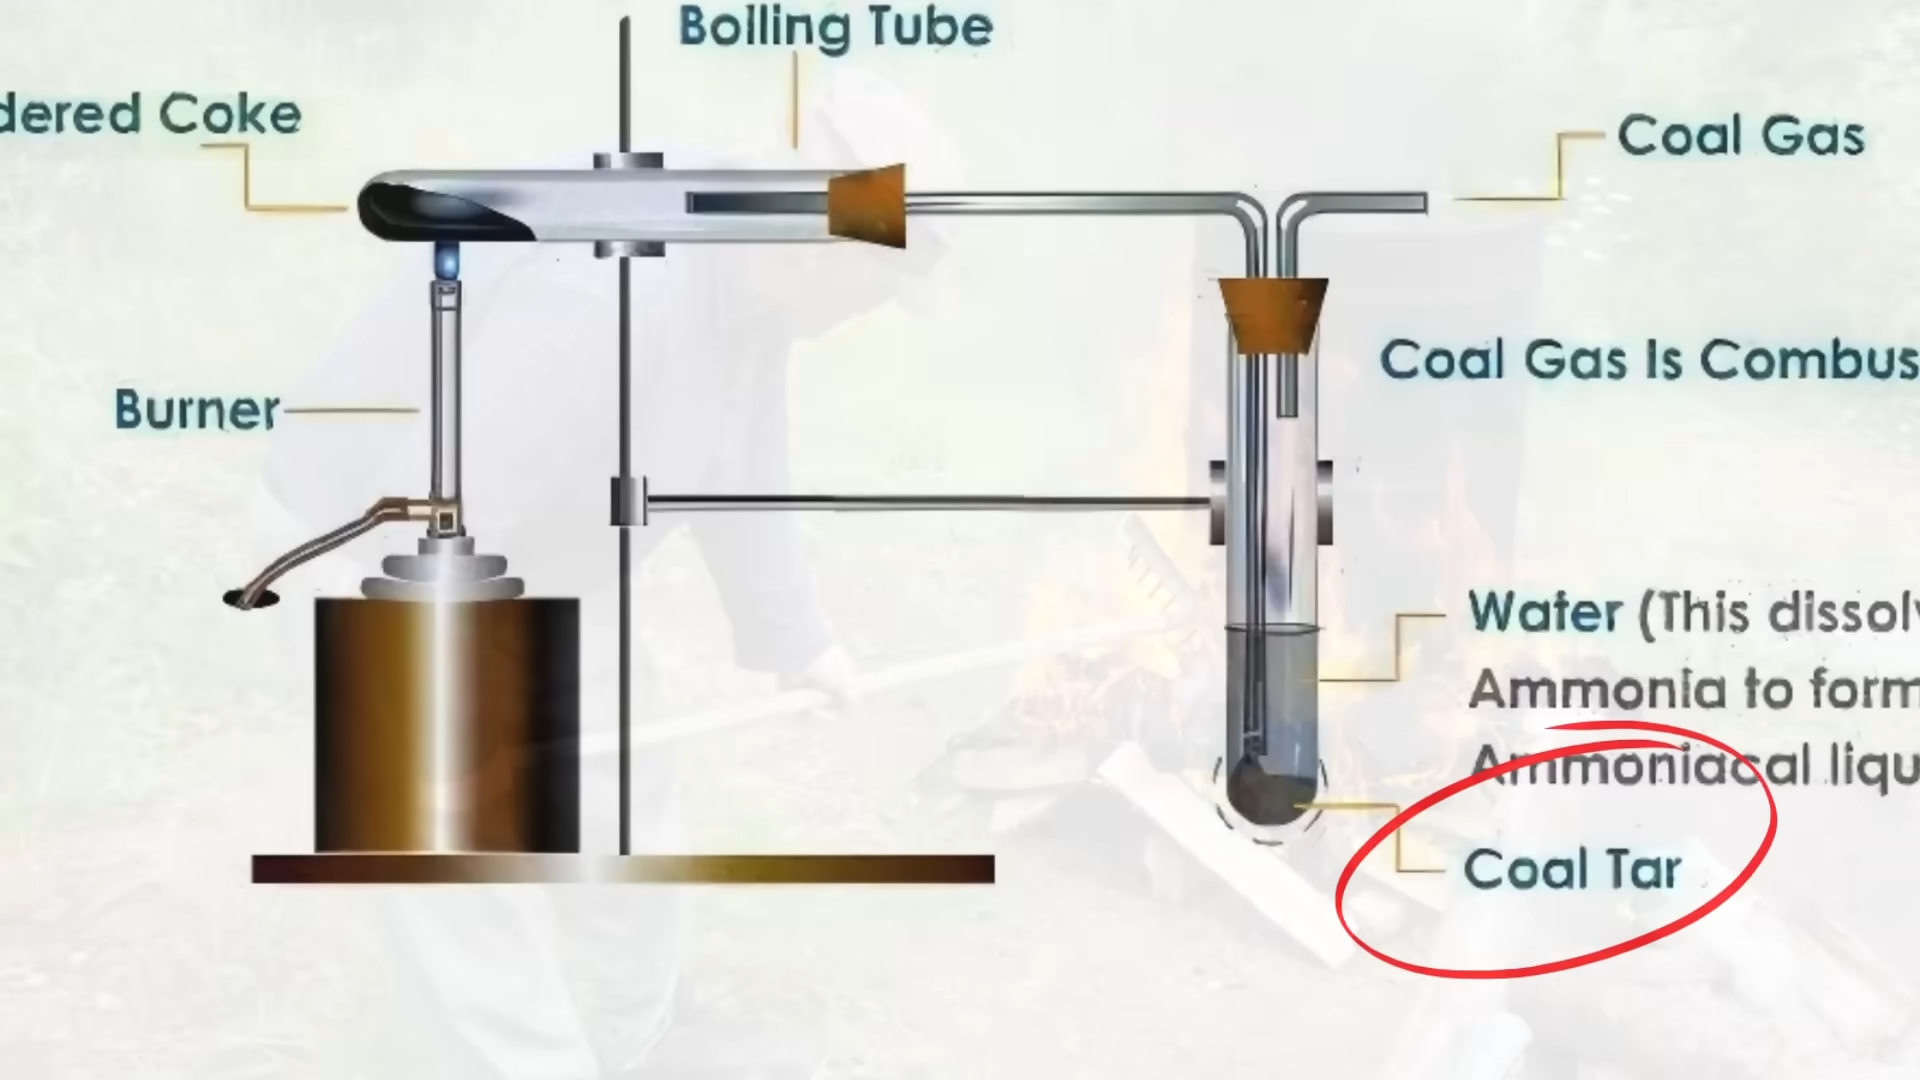 Boiling Tube
dered Coke
Coal Gas
Coal Gas Is Combus
Burner
Water (This dissolv
Ammonia to form
Ammoniacal liqu
Coal Tar